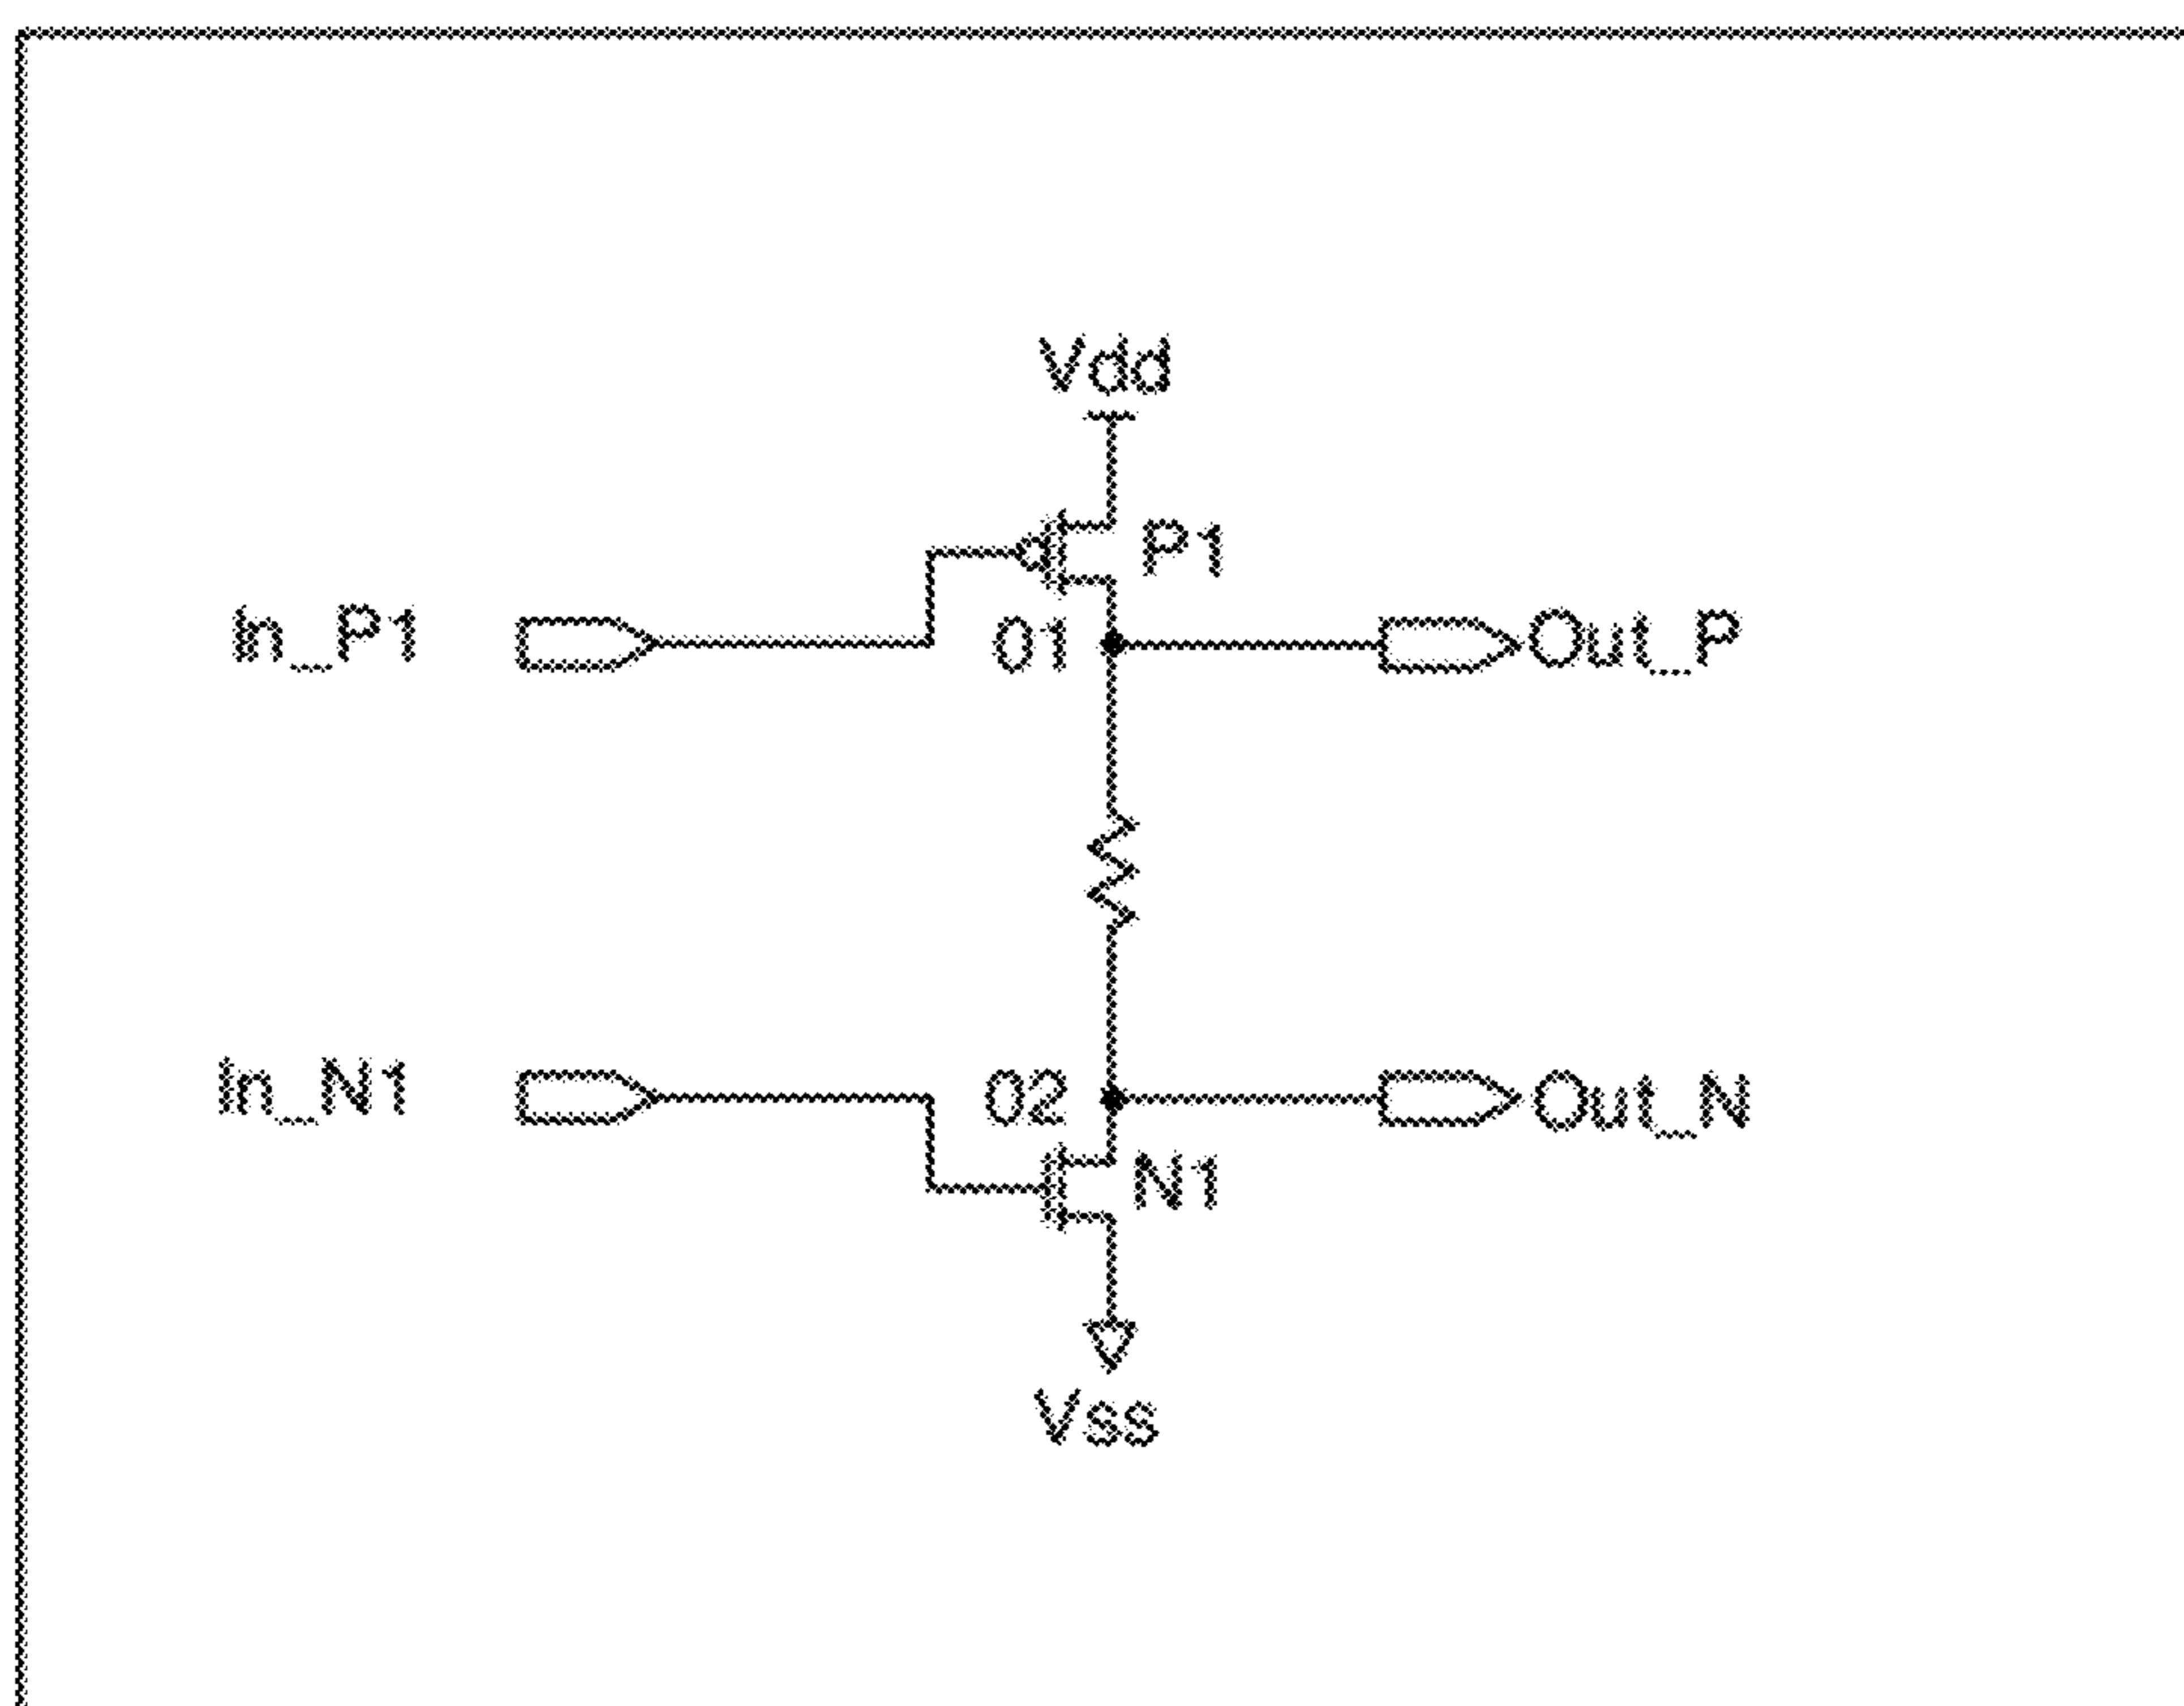 Vdd
P1
In_P1
01
Out_P
In_N1
02
Out_N
N1
Vss